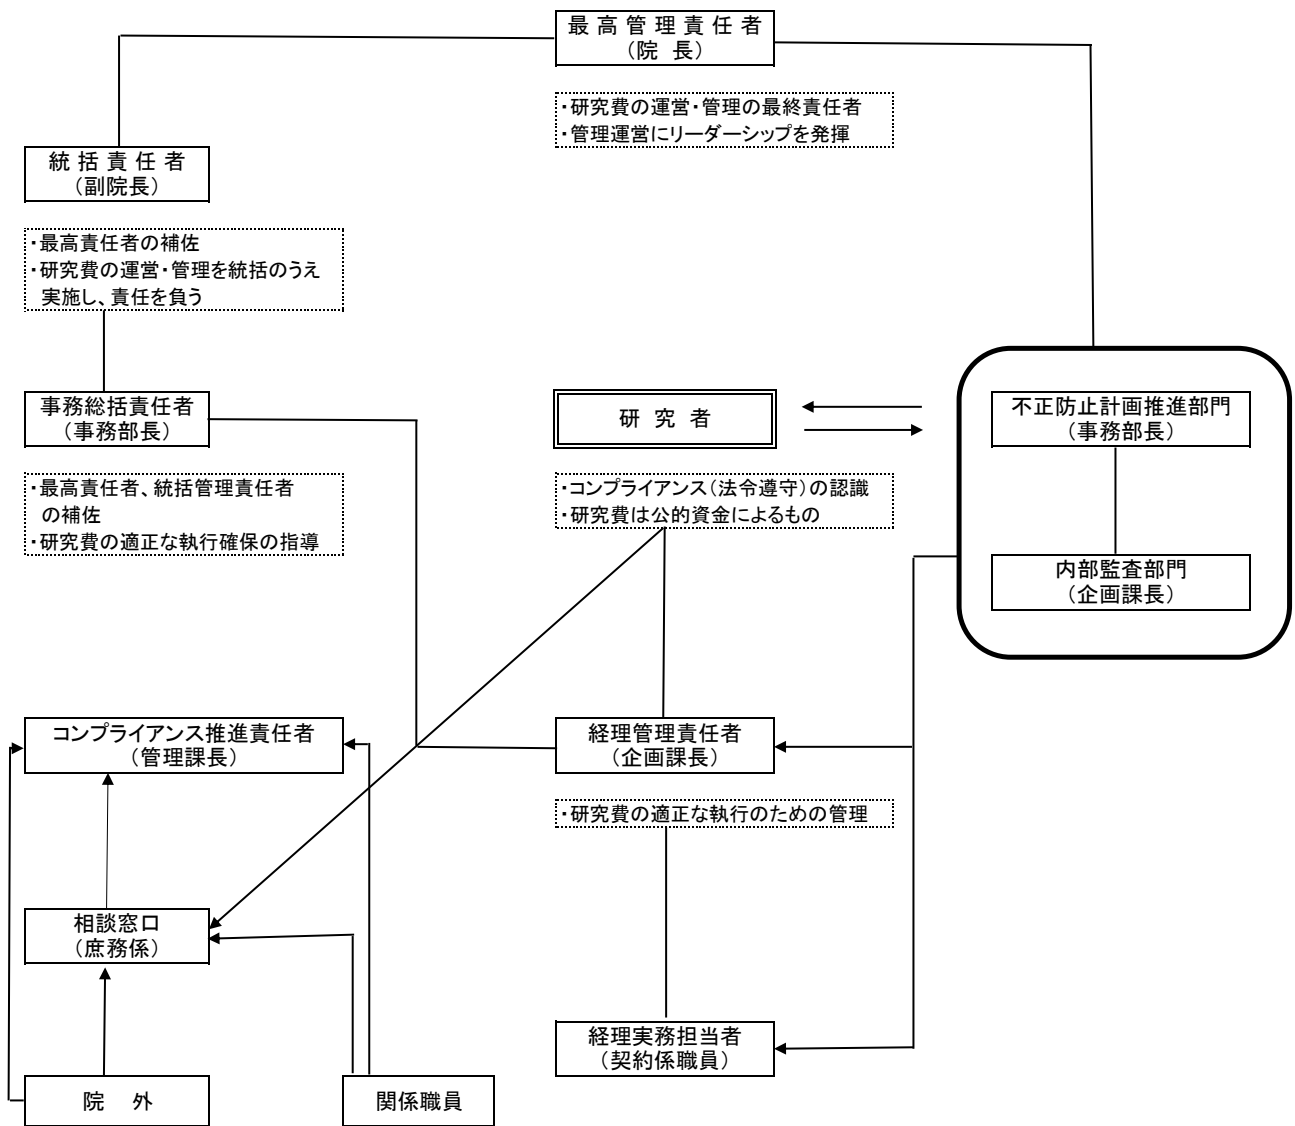 最高管理責任者
（院　長）
・研究費の運営・管理の最終責任者
・管理運営にリーダーシップを発揮
統括責任者
（副院長）
・最高責任者の補佐
・研究費の運営・管理を統括のうえ
実施し、責任を負う
事務総括責任者
（事務部長）
研　究　者
不正防止計画推進部門
（事務部長）
・最高責任者、統括管理責任者
の補佐
・研究費の適正な執行確保の指導
・コンプライアンス（法令遵守）の認識
・研究費は公的資金によるもの
内部監査部門
（企画課長）
コンプライアンス推進責任者
（管理課長）
経理管理責任者
（企画課長）
・研究費の適正な執行のための管理
相談窓口
（庶務係）
経理実務担当者
（契約係職員）
院　外
関係職員